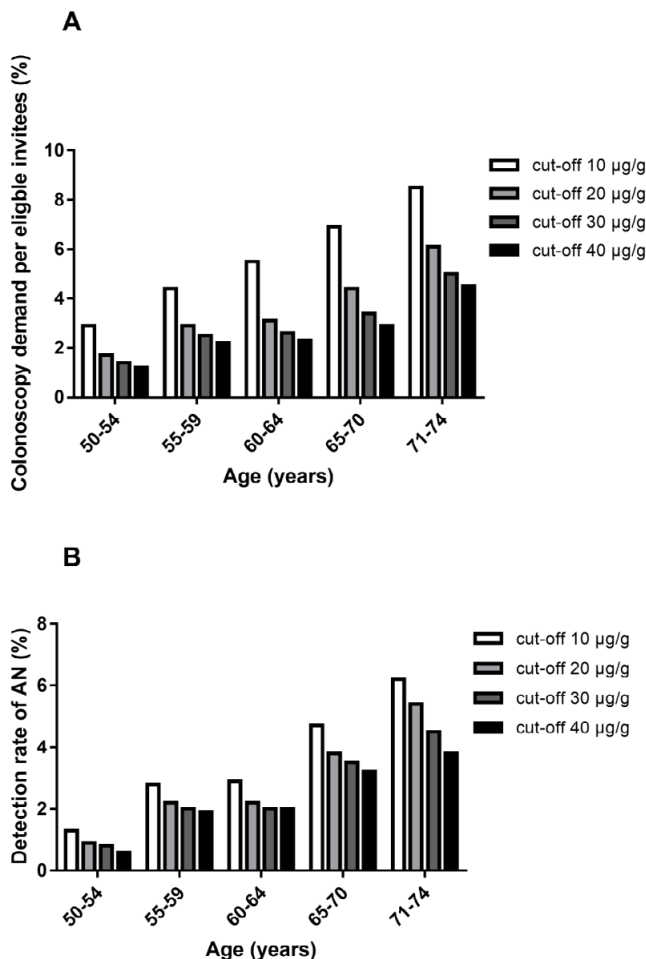 A
Colonoscopy demand per eligble invitees (%)
10
8
6
4
2
0
cut-off 10 µg/g
cut-off 20 µg/g
cut-off 30 µg/g
cut-off 40 µg/g
50-54
55-59
60-64
65-70
71-74
Age (years)
B
Detection rate of AN (%)
8
6
4
2
0
cut-off 10 µg/g
cut-off 20 µg/g
cut-off 30 µg/g
cut-off 40 µg/g
50-54
55-59
60-64
65-70
71-74
Age (years)